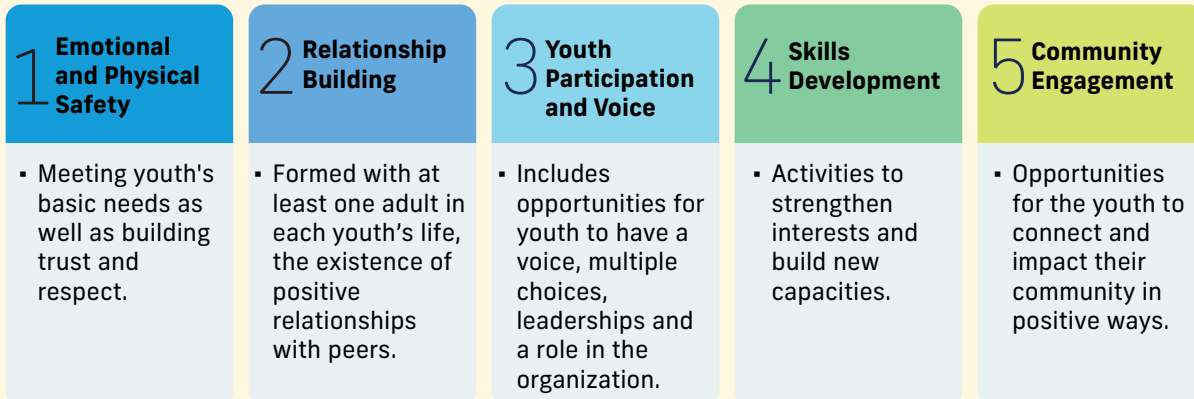 1 Emotional
and Physical
Safety
▪ Meeting youth's
basic needs as
well as building
trust and
respect.
2 Relationship
Building
▪ Formed with at
least one adult in
each youth’s life,
the existence of
positive
relationships
with peers.
3 Youth
Participation
and Voice
▪ Includes
opportunities for
youth to have a
voice, multiple
choices,
leaderships and
a role in the
organization.
4 Skills
Development
▪ Activities to
strengthen
interests and
build new
capacities.
5 Community
Engagement
▪ Opportunities
for the youth to
connect and
impact their
community in
positive ways.